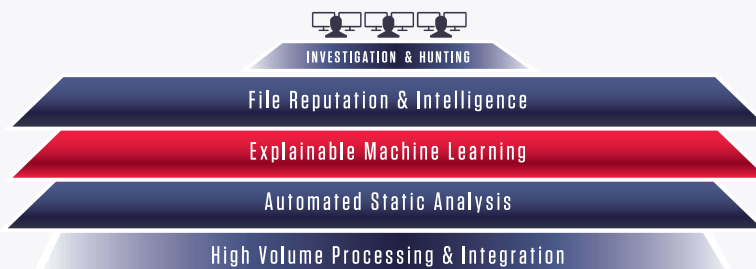 INVESTIGATION & HUNTING
File Reputation & Intelligence
Explainable Machine Learning
Automated Static Analysis
High Volume Processing & Integration